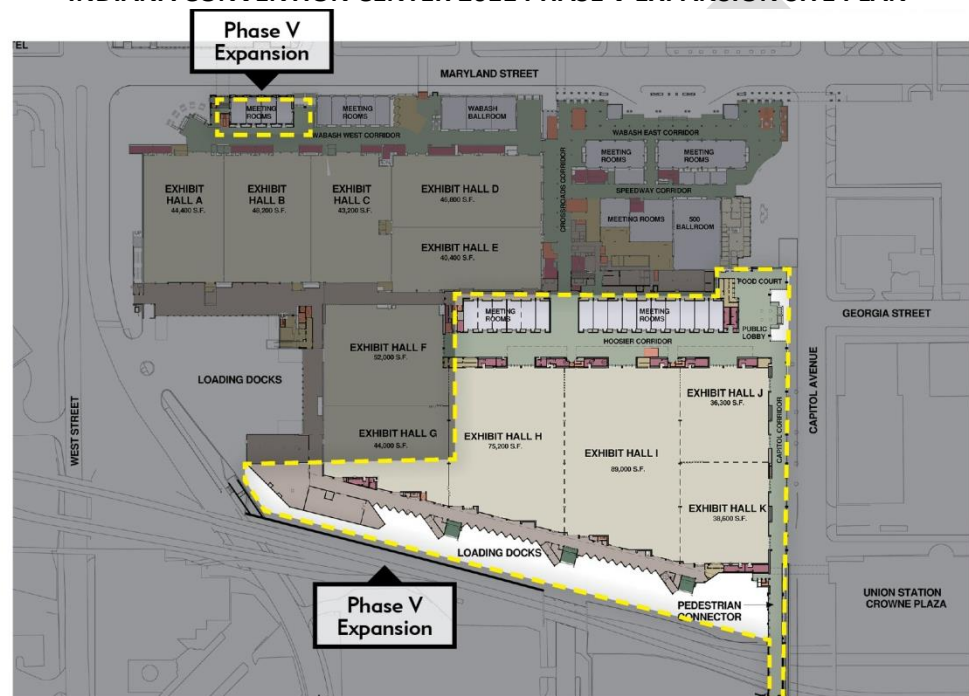 INDIANA CONVENTION CENTER PHASE V EXPANSION SITE PLAN
Phase V
Expansion
TEL
MARYLAND STREET
MEETING
ROOMS
MEETING
ROOMS
WABASH
BALLROOM
WABASH WEST CORRIDOR
WABASH EAST CORRIDOR
MEETING
ROOMS
MEETING
ROOMS
CROSSROADS CORRIDOR
SPEEDWAY CORRIDOR
EXHIBIT
HALL A
44,400 S.F.
EXHIBIT
HALL B
S.F.
EXHIBIT
HALL C
43,200 S.F.
EXHIBIT HALL D
S.F.
EXHIBIT HALL E
40,400 S.F.
MEETING ROOMS
500
BALLROOM
FOOD COURT
MEETING
ROOMS
MEETING
ROOMS
PUBLIC
LOBBY
GEORGIA STREET
HOOSIER CORRIDOR
EXHIBIT HALL F
52,000 S.F.
LOADING DOCKS
WEST STREET
EXHIBIT HALL G
44,000 S.F.
EXHIBIT HALL H
75,200 S.F.
EXHIBIT HALL I
89,000 S.F.
EXHIBIT HALL J
36,300 S.F.
EXHIBIT HALL K
38,600 S.F.
CAPITOL CORRIDOR
CAPITOL AVENUE
LOADING DOCKS
PEDESTRIAN
CONNECTOR
UNION STATION
CROWNE PLAZA
Phase V
Expansion